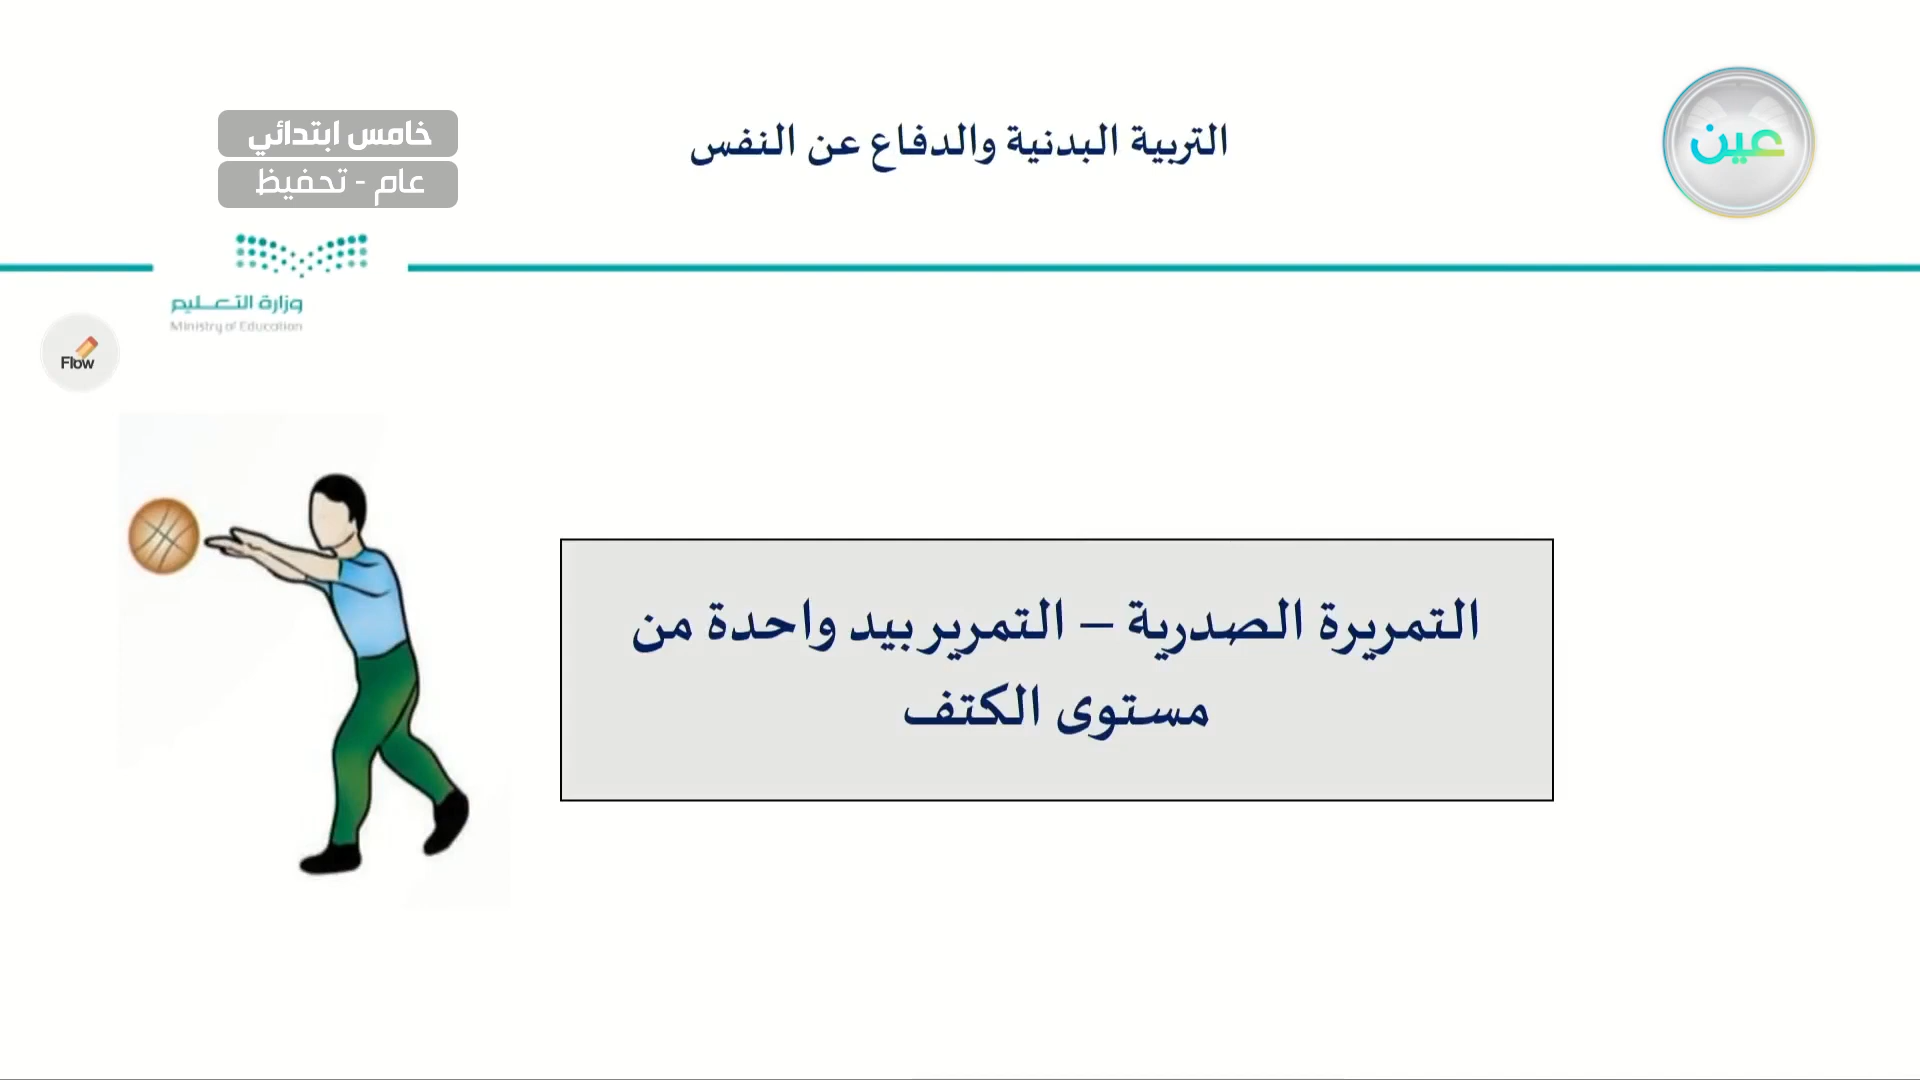 خامس ابتدائي
عام - تحفيظ
التربية البدنية والدفاع عن النفس
عين
وزارة التعليم
Ministry of Education
Flow
التمريرة الصدرية – التمرير بيد واحدة من
مستوى الكتف